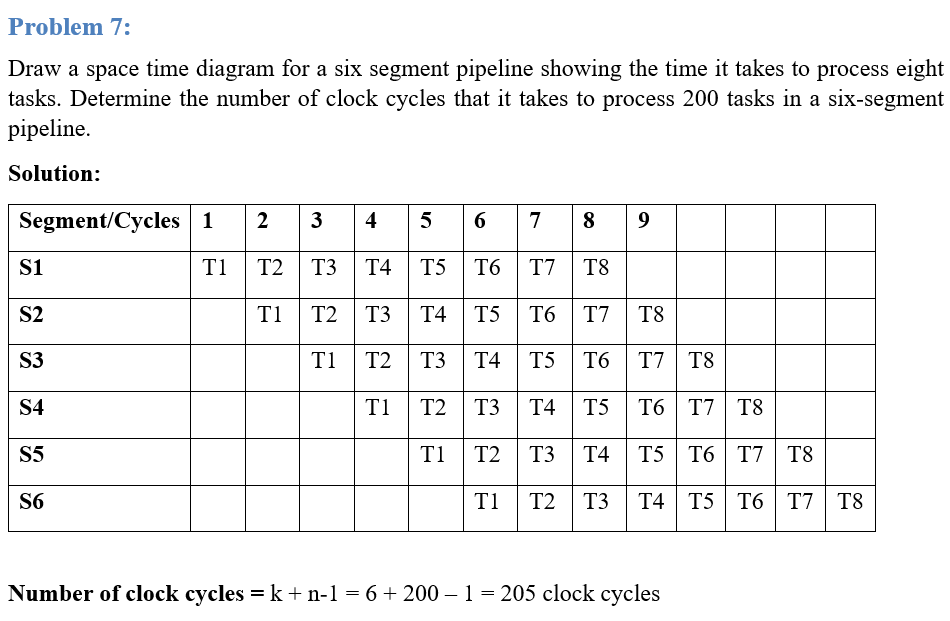 Problem 7:
Draw a space time diagram for a six segment pipeline showing the time it takes to process eight
tasks. Determine the number of clock cycles that it takes to process 200 tasks in a six-segment
pipeline.
Solution:
Segment/Cycles 1 2 3 4 5 6 7 8 9
S1 T1 T2 T3 T4 T5 T6 T7 T8
S2 T1 T2 T3 T4 T5 T6 T7 T8
S3 T1 T2 T3 T4 T5 T6 T7 T8
S4 T1 T2 T3 T4 T5 T6 T7 T8
S5 T1 T2 T3 T4 T5 T6 T7 T8
S6 T1 T2 T3 T4 T5 T6 T7 T8
Number of clock cycles = k + n-1 = 6 + 200 – 1 = 205 clock cycles